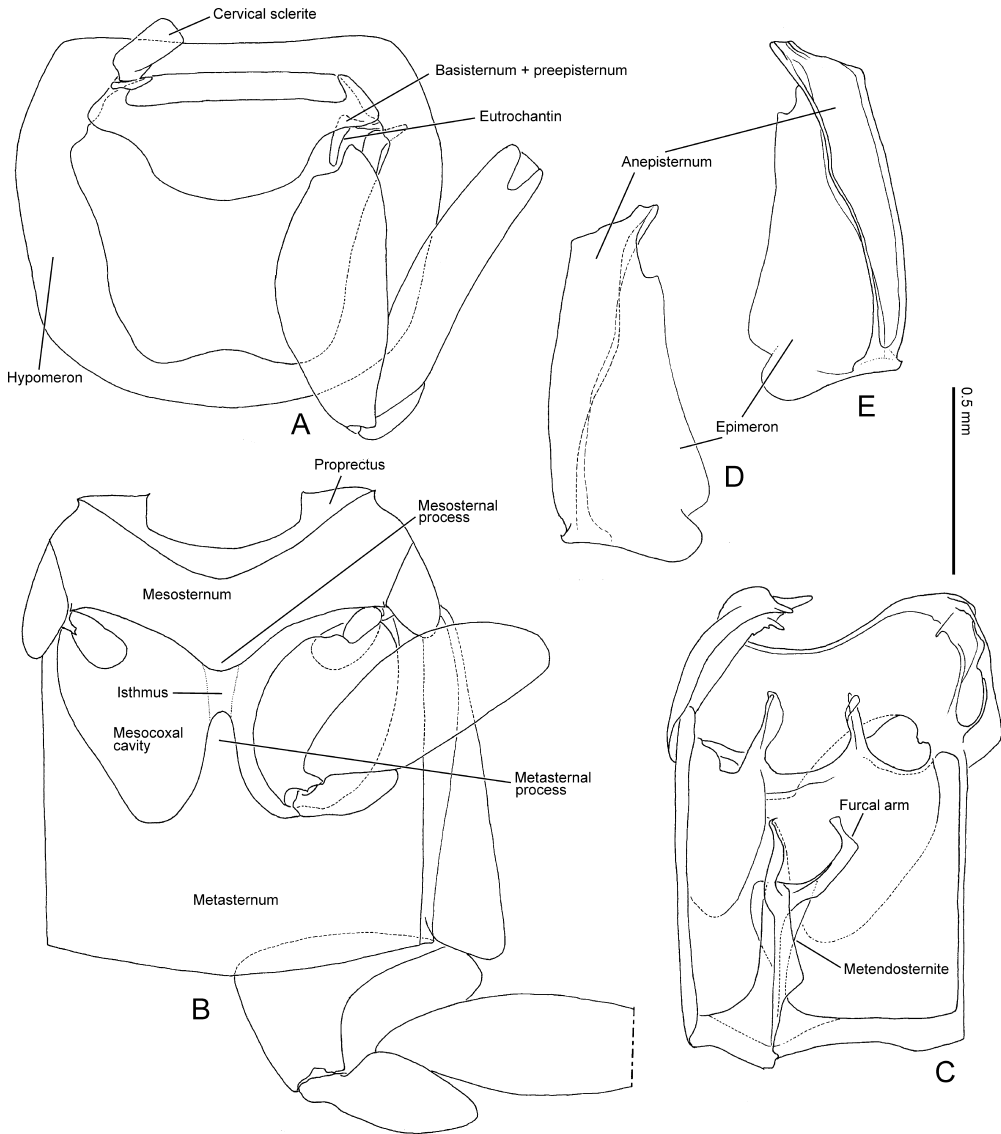 Cervical sclerite
Basisternum + preepisternum
Eutrochantin
Hypomeron
A
Anepisternum
E
Epimeron
D
0.5 mm
Proprectus
Mesosternal
process
Mesosternum
Isthmus
Mesocoxal
cavity
Metasternal
process
Metasternum
B
Furcal arm
Metendosternite
C